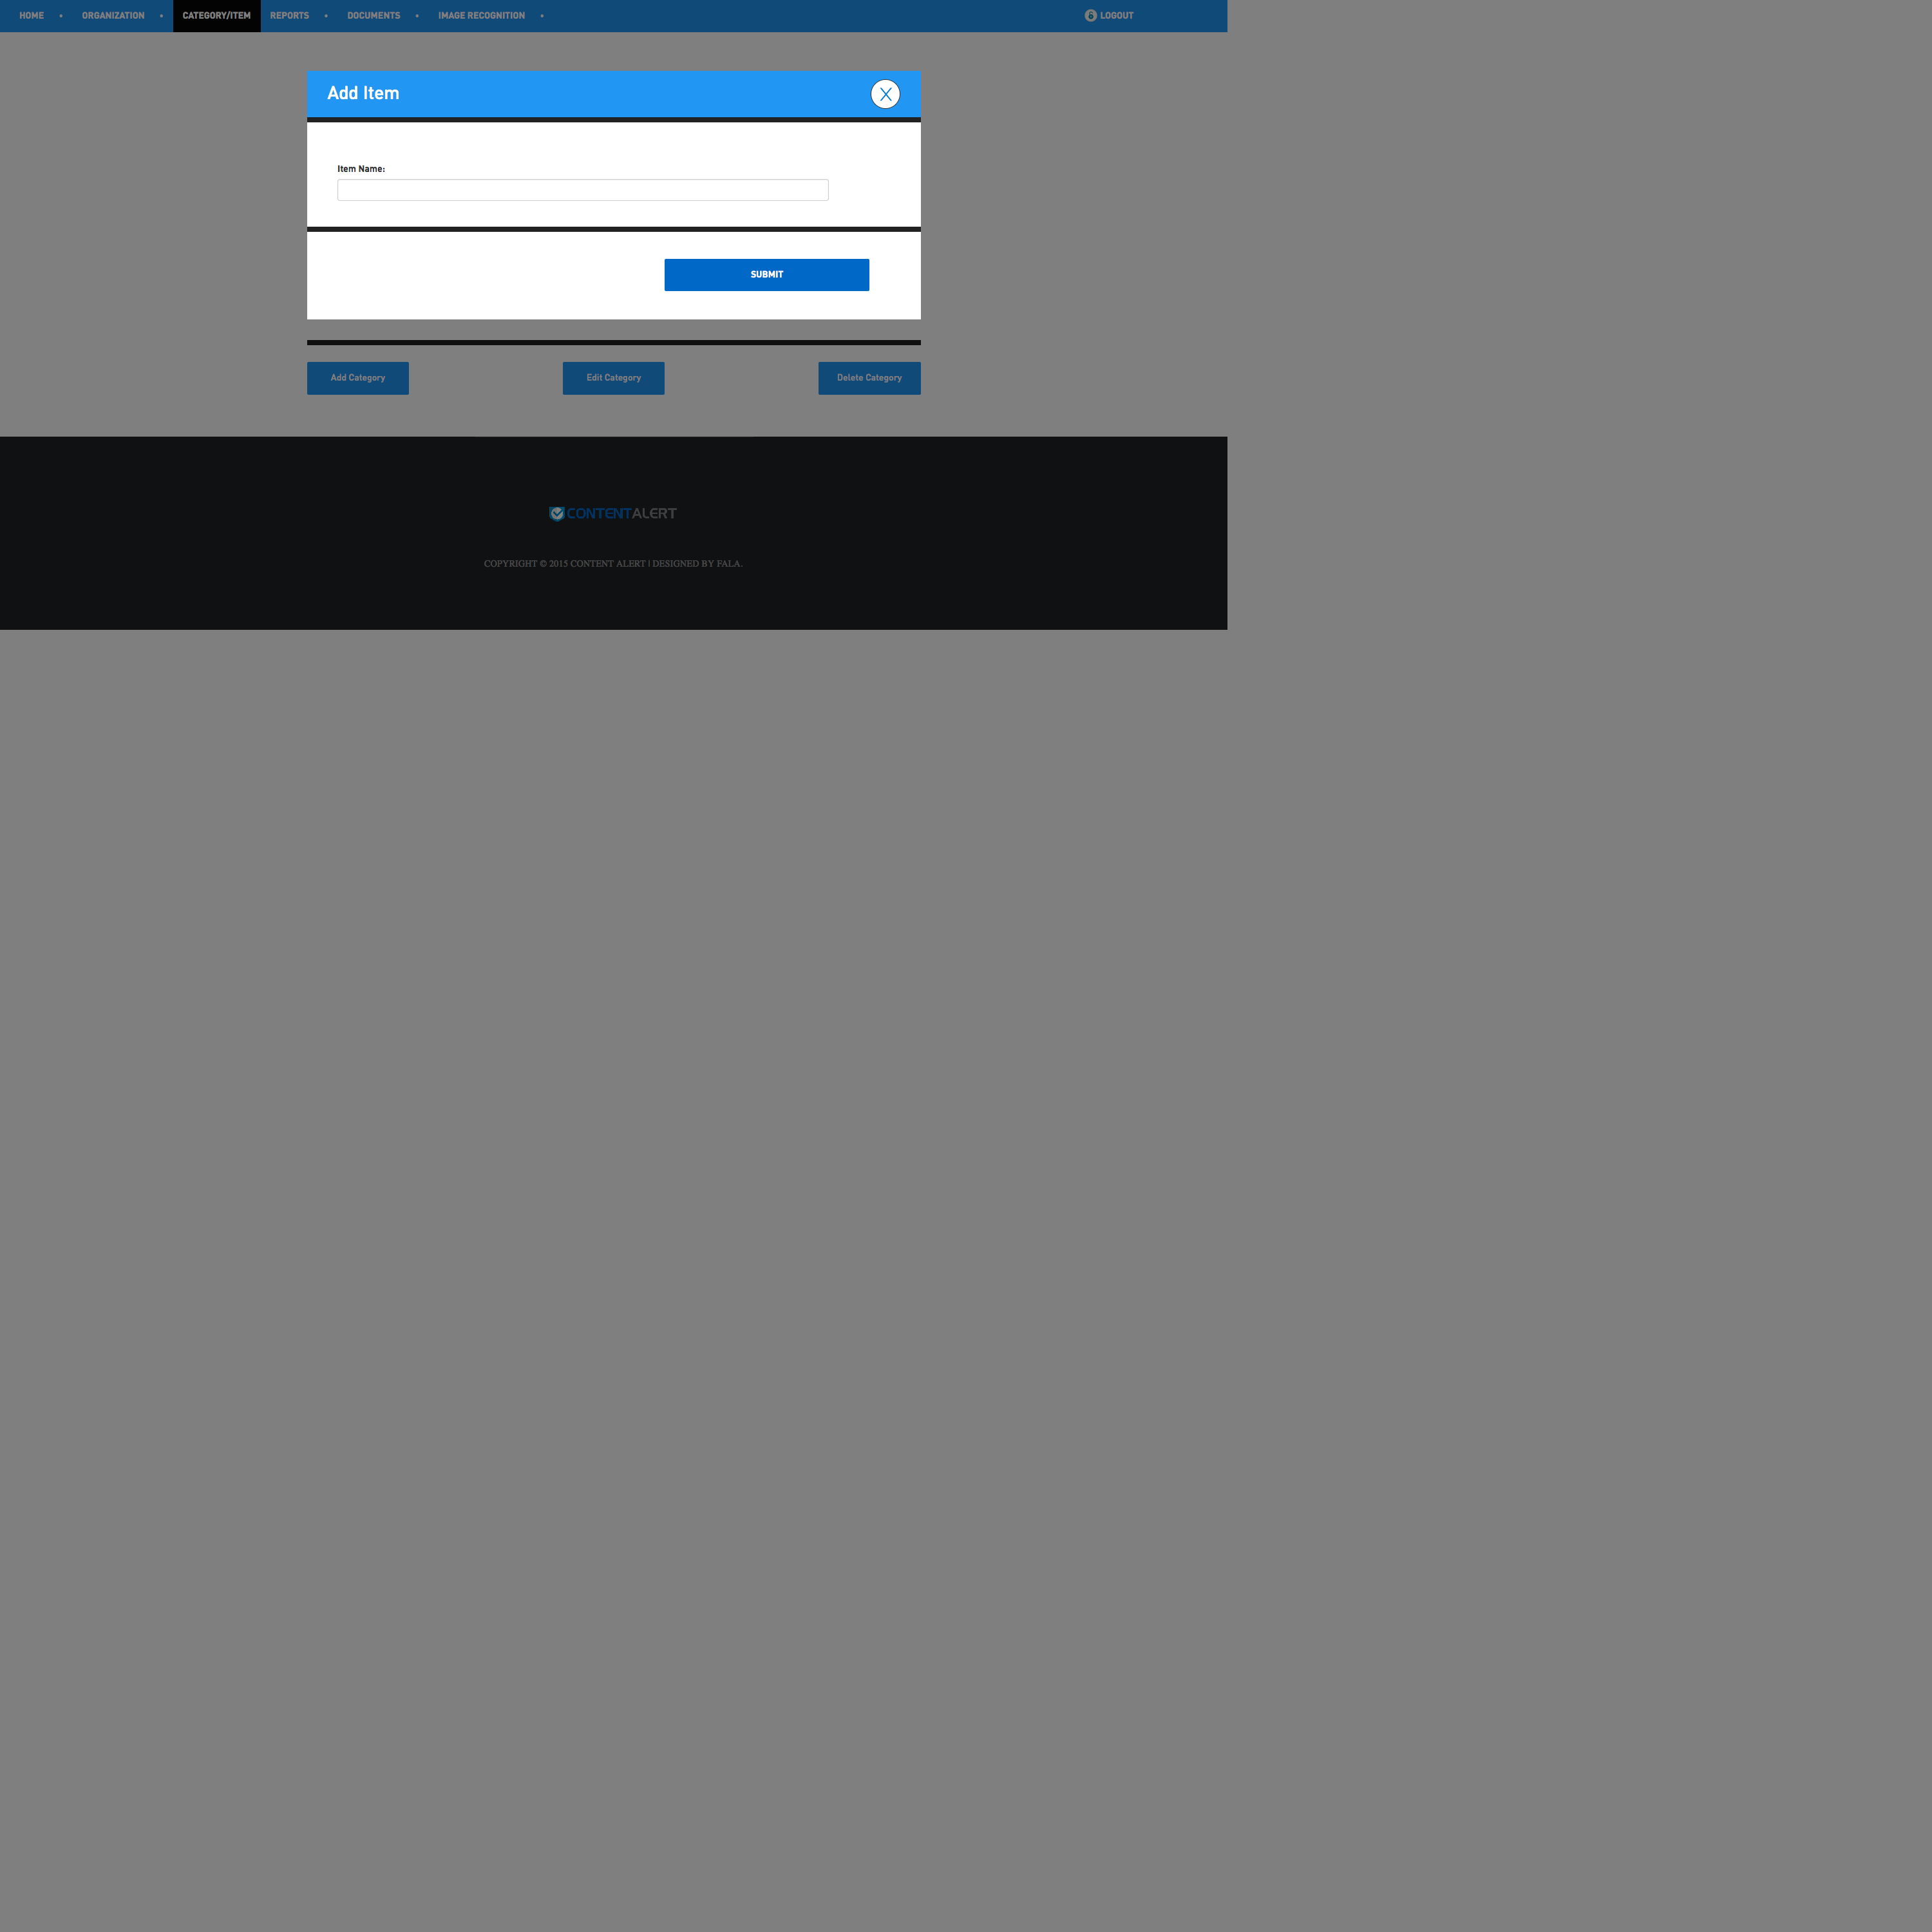 HOME • ORGANIZATION • CATEGORY/ITEM REPORTS • DOCUMENTS • IMAGE RECOGNITION • LOGOUT
Add Item X
Item Name:
SUBMIT
Add Category Edit Category Delete Category
CONTENTALERT
COPYRIGHT © 2015 CONTENT ALERT | DESIGNED BY FALA.